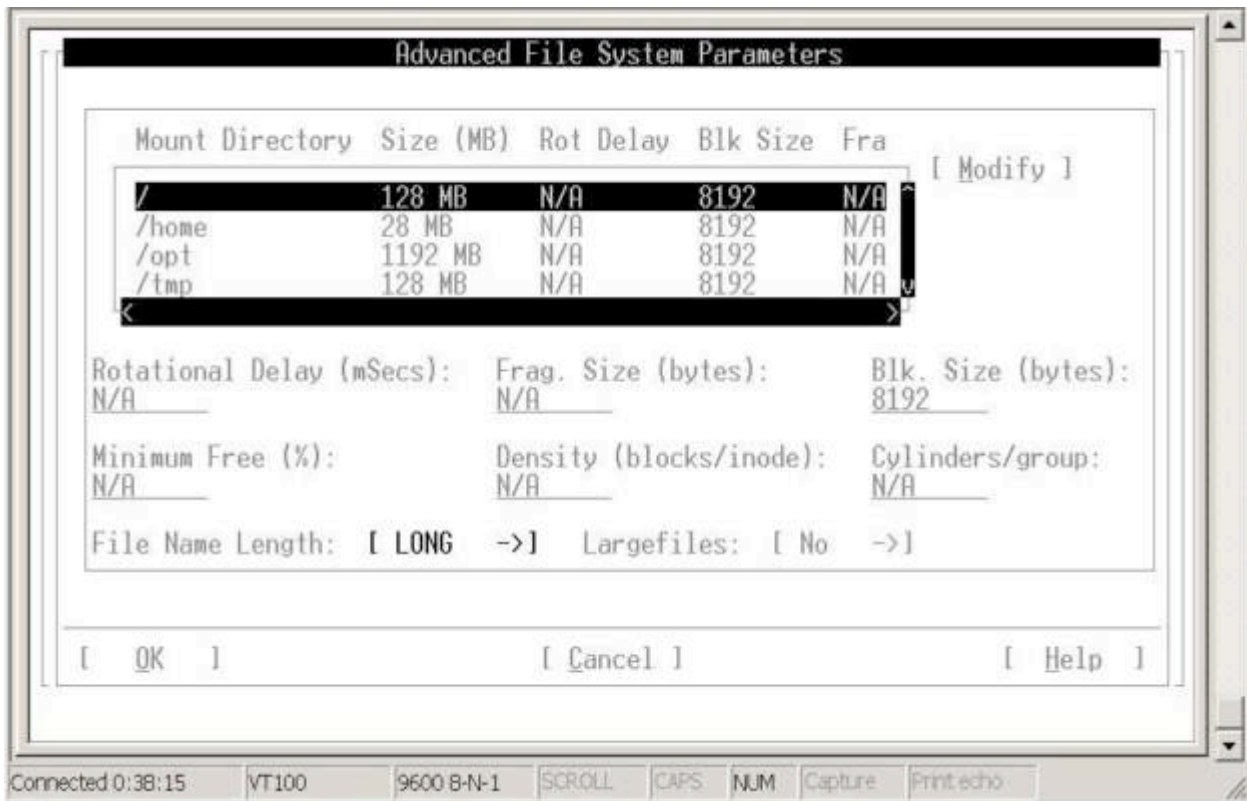 Advanced File System Parameters
Mount Directory Size (MB) Rot Delay Blk Size Fra
[ Modify ]
/ 128 MB N/A 8192 N/A ^
/home 28 MB N/A 8192 N/A
/opt 1192 MB N/A 8192 N/A
/tmp 128 MB N/A 8192 N/A v
< >
Rotational Delay (mSecs): Frag. Size (bytes): Blk. Size (bytes):
N/A N/A 8192
Minimum Free (%): Density (blocks/inode): Cylinders/group:
N/A N/A N/A
File Name Length: [ LONG ->] Largefiles: [ No ->]
[ OK ] [ Cancel ] [ Help ]
Connected 0:38:15 VT100 9600 8-N-1 SCROLL CAPS NUM Capture Print echo